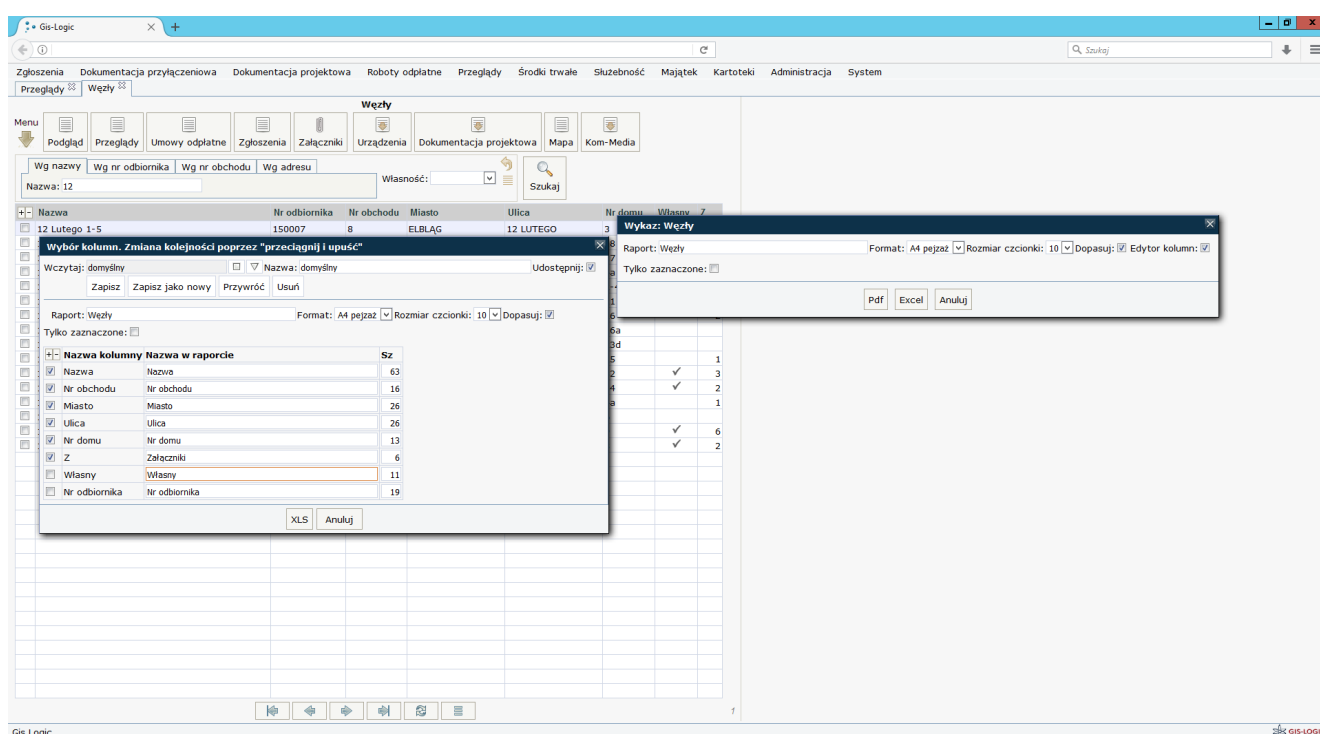 Gis-Logic
Szukaj
Zgłoszenia Dokumentacja przyłączeniowa Dokumentacja projektowa Roboty odpłatne Przeglądy Środki trwałe Służebność Majątek Kartoteki Administracja System
Przeglądy Węzły
Węzły
Menu
Podgląd Przeglądy Umowy odpłatne Zgłoszenia Załączniki Urządzenia Dokumentacja projektowa Mapa Kom-Media
Wg nazwy Wg nr odbiornika Wg nr obchodu Wg adresu
Nazwa: 12
Własność:
Szukaj
+ - Nazwa Nr odbiornika Nr obchodu Miasto Ulica Nr domu Własny Z
12 Lutego 1-5 150007 8 ELBLĄG 12 LUTEGO 3
Wybór kolumn. Zmiana kolejności poprzez "przeciągnij i upuść"
Wczytaj: domyślny Nazwa: domyślny Udostępnij:
Zapisz Zapisz jako nowy Przywróć Usuń
Raport: Węzły Format: A4 pejzaż Rozmiar czcionki: 10 Dopasuj:
Tylko zaznaczone:
+ - Nazwa kolumny Nazwa w raporcie Sz
Nazwa Nazwa 63
Nr obchodu Nr obchodu 16
Miasto Miasto 26
Ulica Ulica 26
Nr domu Nr domu 13
Z Załączniki 6
Własny Własny 11
Nr odbiornika Nr odbiornika 19
XLS Anuluj
Wykaz: Węzły
Raport: Węzły Format: A4 pejzaż Rozmiar czcionki: 10 Dopasuj: Edytor kolumn:
Tylko zaznaczone:
Pdf Excel Anuluj
6a
3d
1
3
2
1
6
2
1
Gis Logic
GIS-LOGI